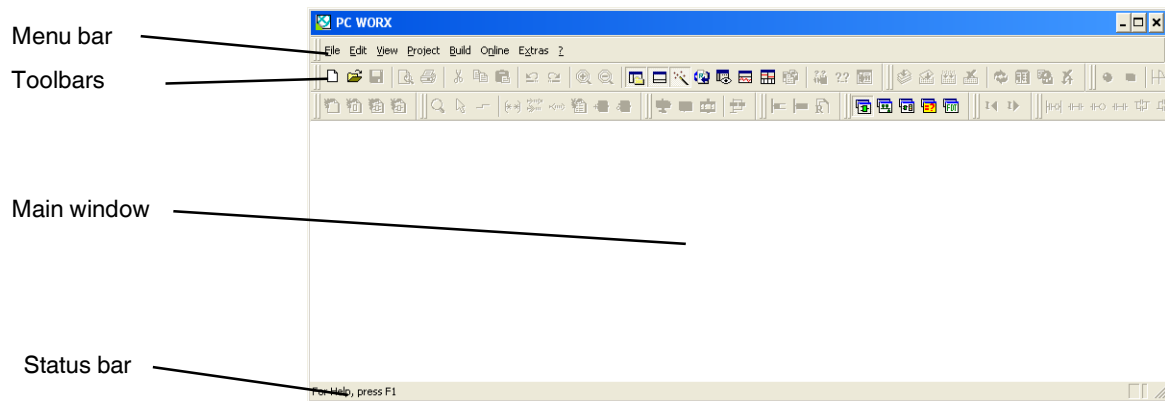 PC WORX
Menu bar
File Edit View Project Build Online Extras ?
Toolbars
Main window
Status bar
For Help, press F1